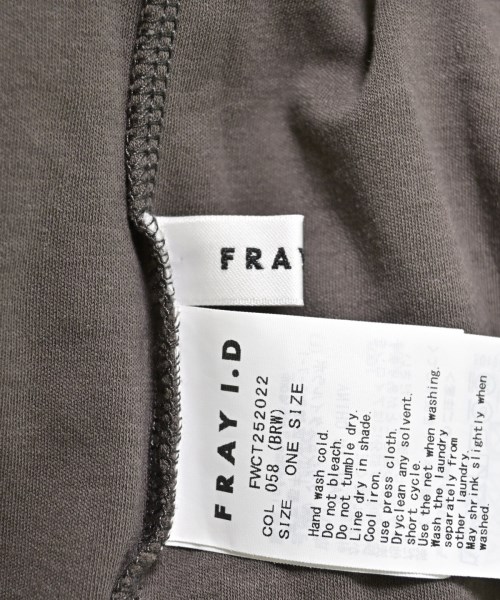 FRA
FRAY I.D
FWCT252022
COL 058 (BRW)
SIZE ONE SIZE
Hand wash cold.
Do not bleach.
Do not tumble dry.
Line dry in shade.
Cool iron.
use press cloth.
Dryclean any solvent.
short cycle.
Use the net when washing.
Wash the laundry
separately from
other laundry.
May shrink slightly when
washed.